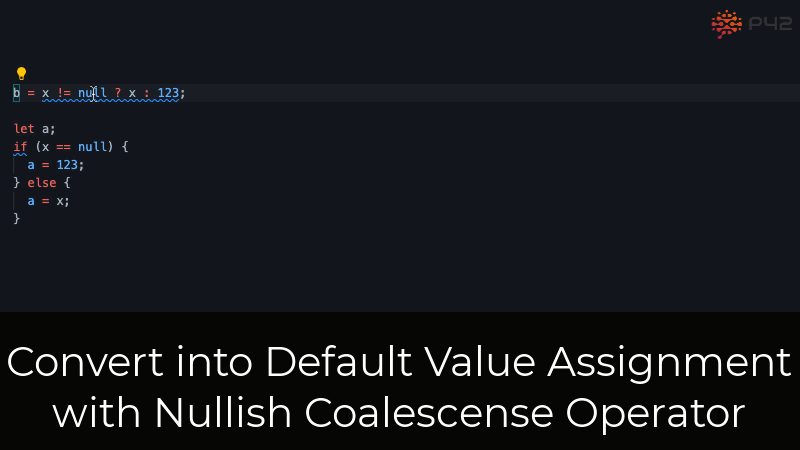 P42
b = x != null ? x : 123;
let a;
if (x == null) {
  a = 123;
} else {
  a = x;
}
Convert into Default Value Assignment
with Nullish Coalescense Operator